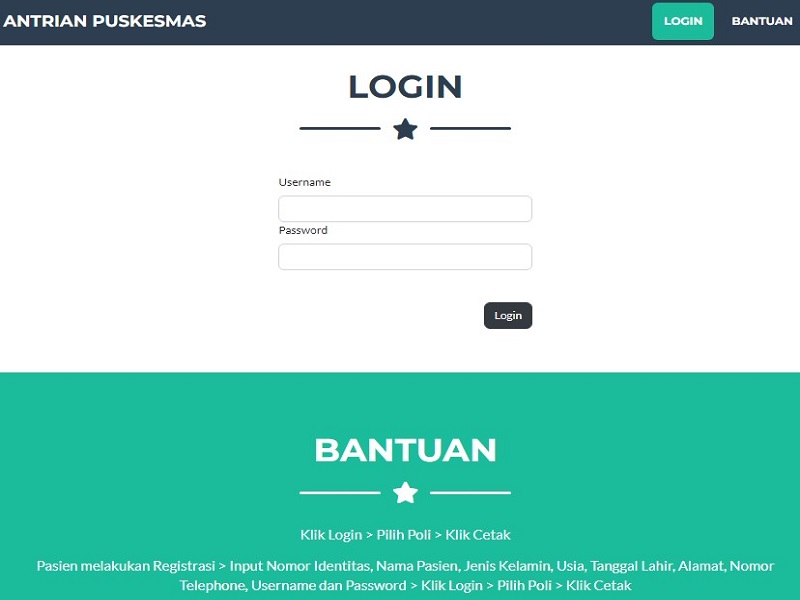 ANTRIAN PUSKESMAS
LOGIN
BANTUAN
LOGIN
Username
Password
Login
BANTUAN
Klik Login > Pilih Poli > Klik Cetak
Pasien melakukan Registrasi > Input Nomor Identitas, Nama Pasien, Jenis Kelamin, Usia, Tanggal Lahir, Alamat, Nomor
Telephone, Username dan Password > Klik Login > Pilih Poli > Klik Cetak